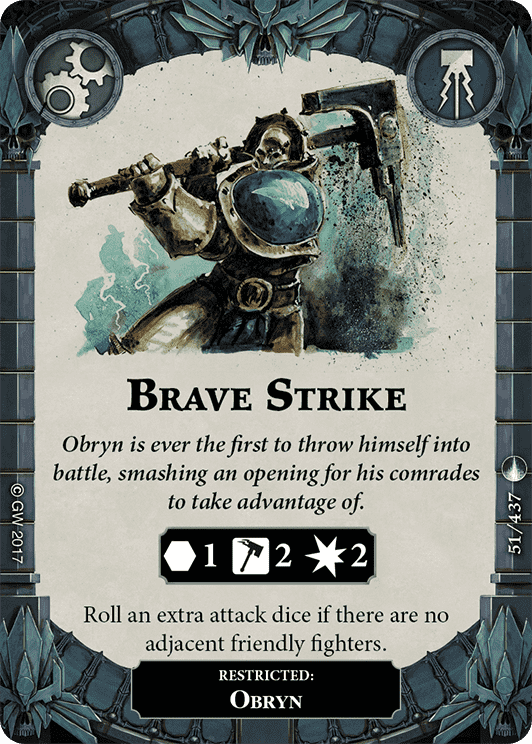 BRAVE STRIKE
Obryn is ever the first to throw himself into
battle, smashing an opening for his comrades
to take advantage of.
1 2 2
Roll an extra attack dice if there are no
adjacent friendly fighters.
RESTRICTED:
OBRYN
© GW 2017
51/437